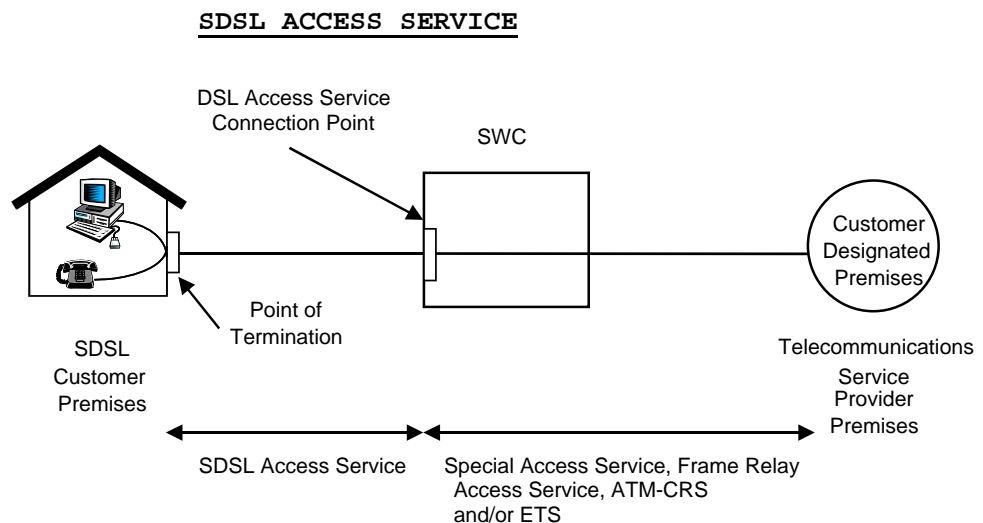 SDSL ACCESS SERVICE
DSL Access Service
Connection Point
SWC
Customer
Designated
Premises
Point of
Termination
SDSL
Customer
Premises
Telecommunications
Service
Provider
Premises
SDSL Access Service
Special Access Service, Frame Relay
Access Service, ATM-CRS
and/or ETS